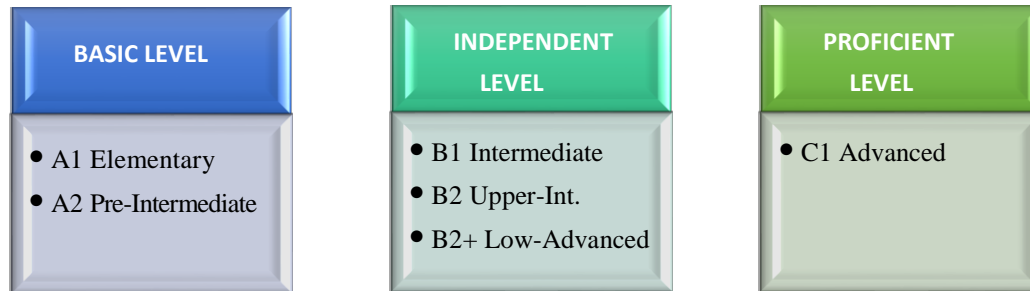 BASIC LEVEL
• A1 Elementary
• A2 Pre-Intermediate
INDEPENDENT
LEVEL
• B1 Intermediate
• B2 Upper-Int.
• B2+ Low-Advanced
PROFICIENT
LEVEL
• C1 Advanced